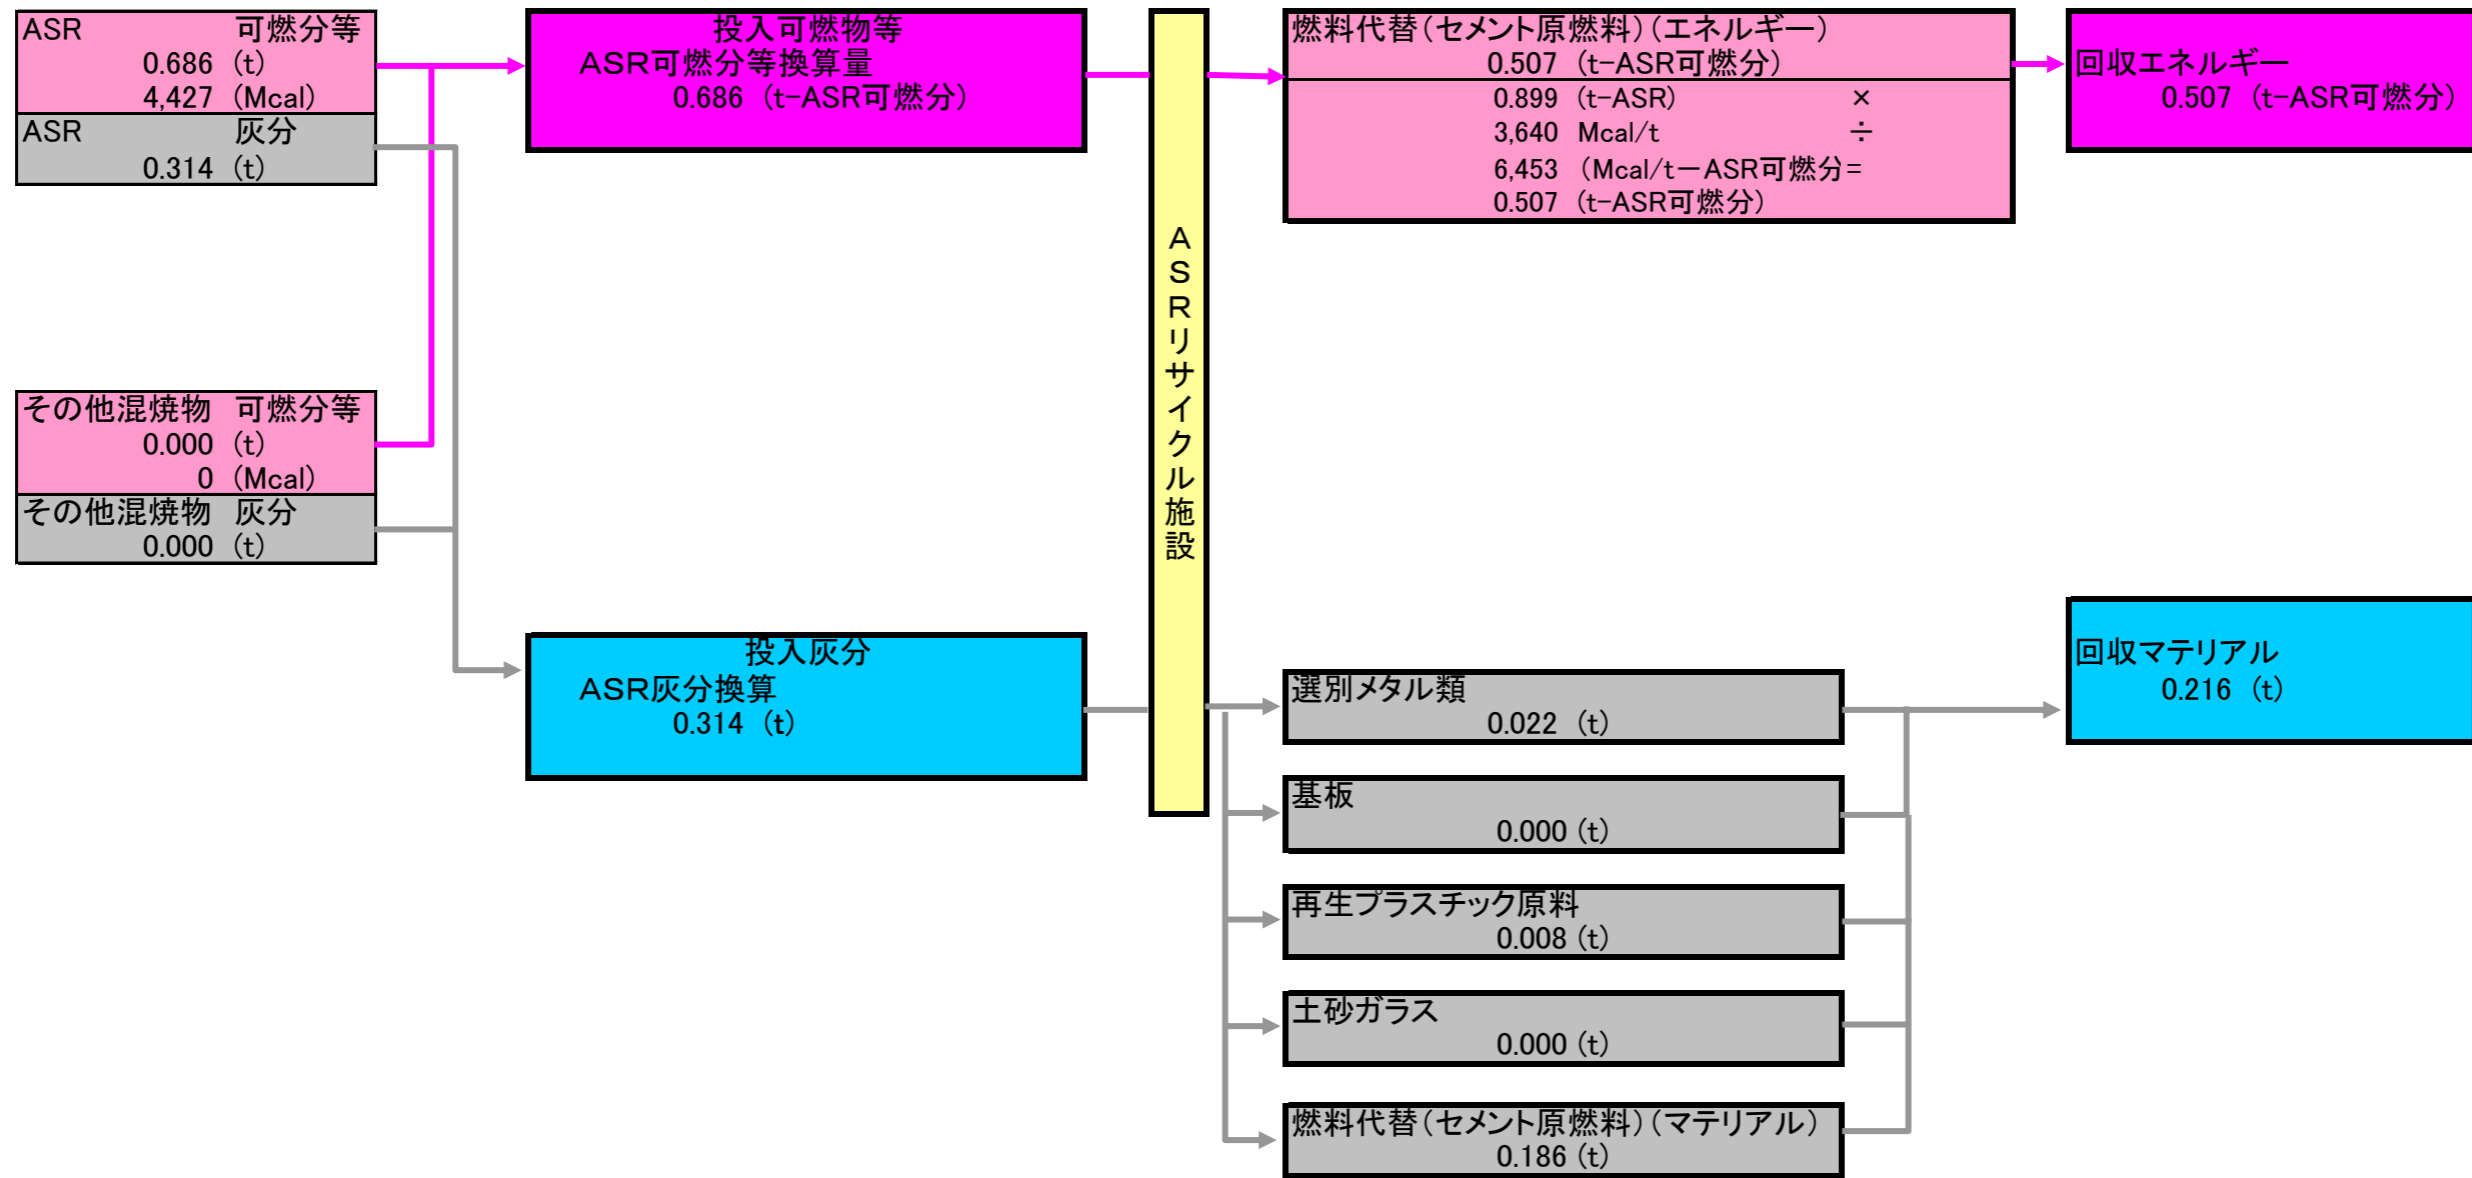 ASR 可燃分等
0.686 (t)
4,427 (Mcal)
ASR 灰分
0.314 (t)
その他混焼物 可燃分等
0.000 (t)
0 (Mcal)
その他混焼物 灰分
0.000 (t)
投入可燃物等
ASR可燃分等換算量
0.686 (t-ASR可燃分)
投入灰分
ASR灰分換算
0.314 (t)
ASRリサイクル施設
燃料代替(セメント原燃料)(エネルギー)
0.507 (t-ASR可燃分)
0.899 (t-ASR) ×
3,640 Mcal/t ÷
6,453 (Mcal/t-ASR可燃分=
0.507 (t-ASR可燃分)
選別メタル類
0.022 (t)
基板
0.000 (t)
再生プラスチック原料
0.008 (t)
土砂ガラス
0.000 (t)
燃料代替(セメント原燃料)(マテリアル)
0.186 (t)
回収エネルギー
0.507 (t-ASR可燃分)
回収マテリアル
0.216 (t)